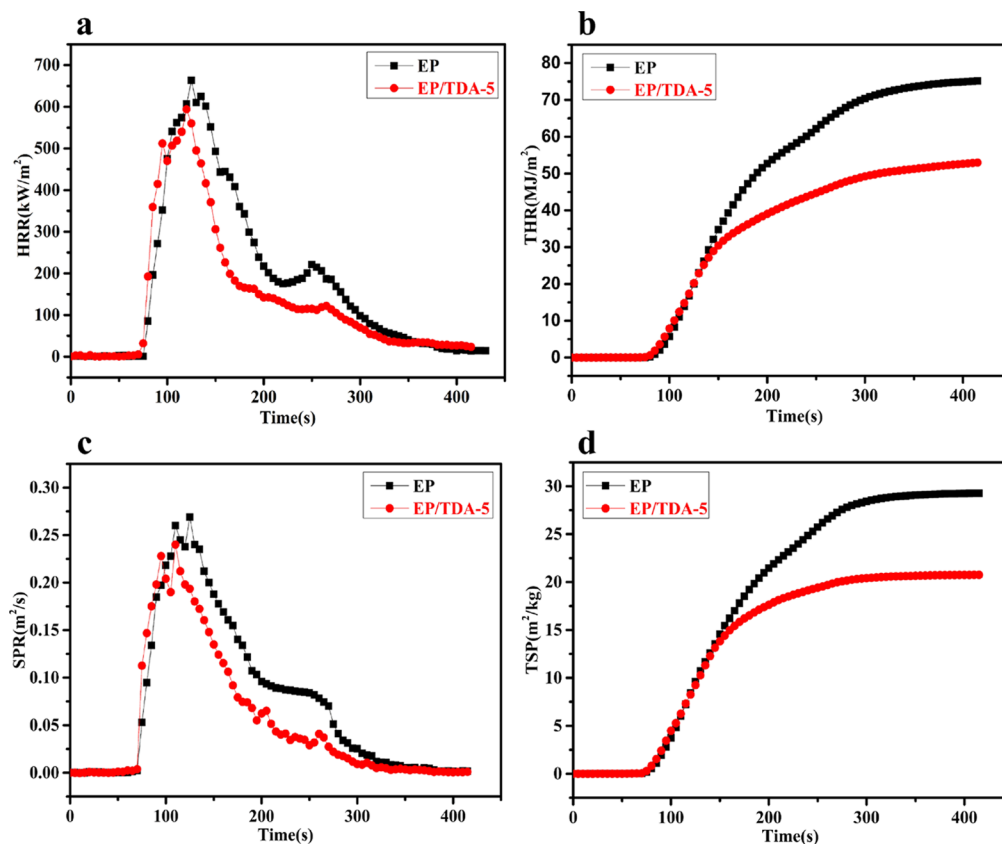 a
EP
EP/TDA-5
700
600
500
400
300
200
100
0
HRR(kW/m²)
0 100 200 300 400
Time(s)
b
EP
EP/TDA-5
80
70
60
50
40
30
20
10
0
THR(MJ/m²)
0 100 200 300 400
Time(s)
c
EP
EP/TDA-5
0.30
0.25
0.20
0.15
0.10
0.05
0.00
SPR(m²/s)
0 100 200 300 400
Time(s)
d
EP
EP/TDA-5
30
25
20
15
10
5
0
TSP(m²/kg)
0 100 200 300 400
Time(s)